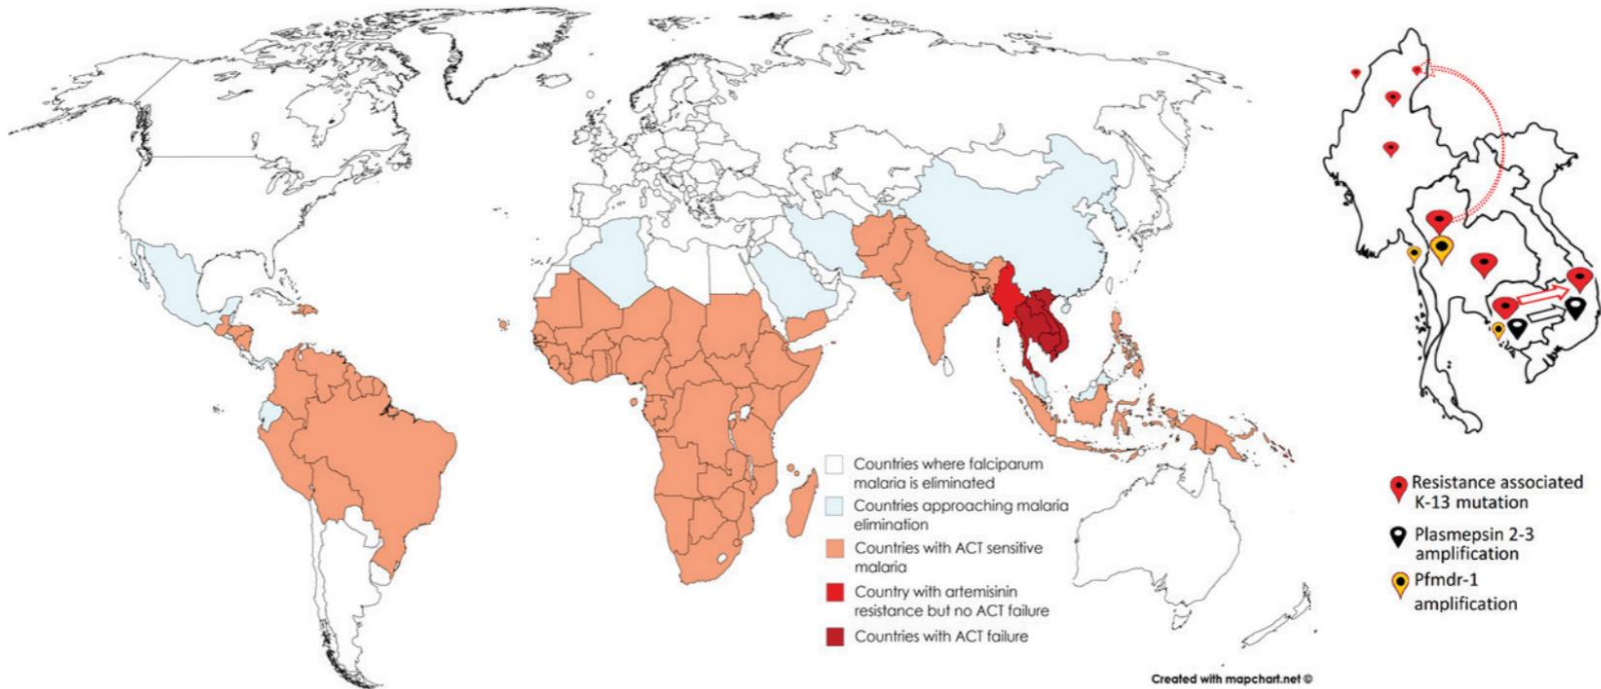 Countries where falciparum
malaria is eliminated
Countries approaching malaria
elimination
Countries with ACT sensitive
malaria
Country with artemisinin
resistance but no ACT failure
Countries with ACT failure
Created with mapchart.net ©
Resistance associated
K-13 mutation
Plasmepsin 2-3
amplification
Pfmdr-1
amplification